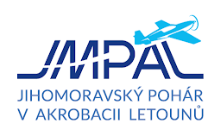 JMPAL
JIHOMORAVSKÝ POHÁR
V AKROBACII LETOUNŮ